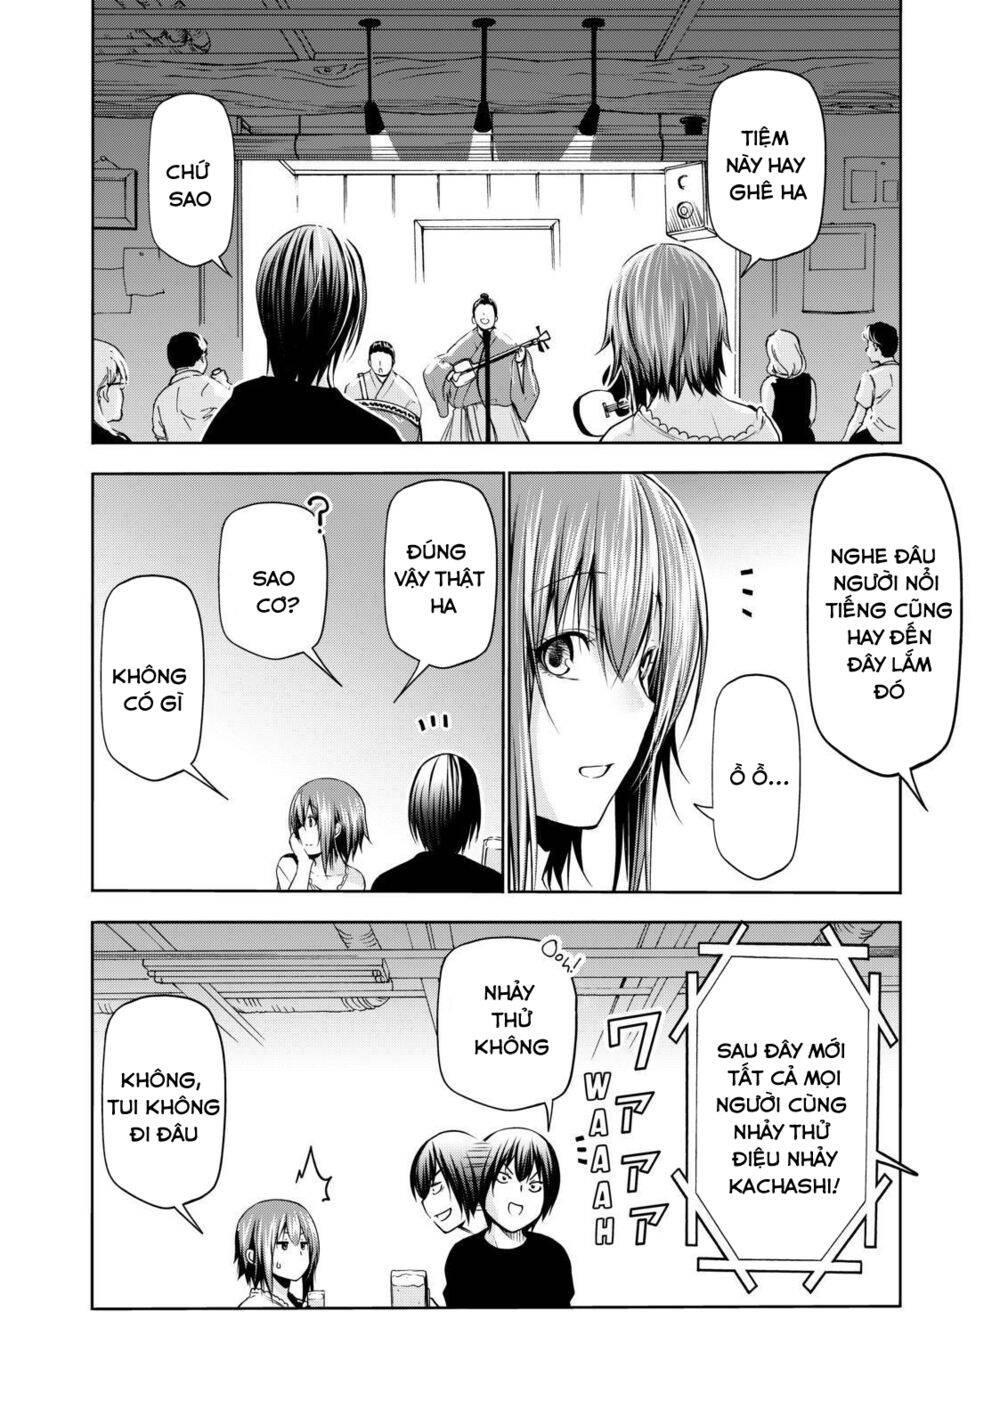 TIỆM
NÀY HAY
GHÊ HA
CHỨ
SAO
NGHE ĐÂU
NGƯỜI NỔI
TIẾNG CŨNG
HAY ĐẾN
ĐÂY LẮM
ĐÓ
Ồ Ồ...
ĐÚNG
VẬY THẬT
HA
?
SAO
CƠ?
KHÔNG
CÓ GÌ
SAU ĐÂY MỚI
TẤT CẢ MỌI
NGƯỜI CÙNG
NHẢY THỬ
ĐIỆU NHẢY
KACHASHI!
ワアアアア
WAAAH
Ooh!
NHẢY
THỬ
KHÔNG
KHÔNG,
TUI KHÔNG
ĐI ĐÂU